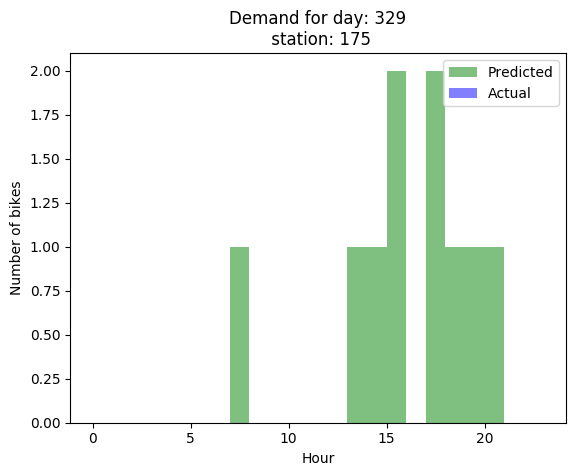 Demand for day: 329
station: 175
Predicted
Actual
Number of bikes
2.00
1.75
1.50
1.25
1.00
0.75
0.50
0.25
0.00
0 5 10 15 20
Hour